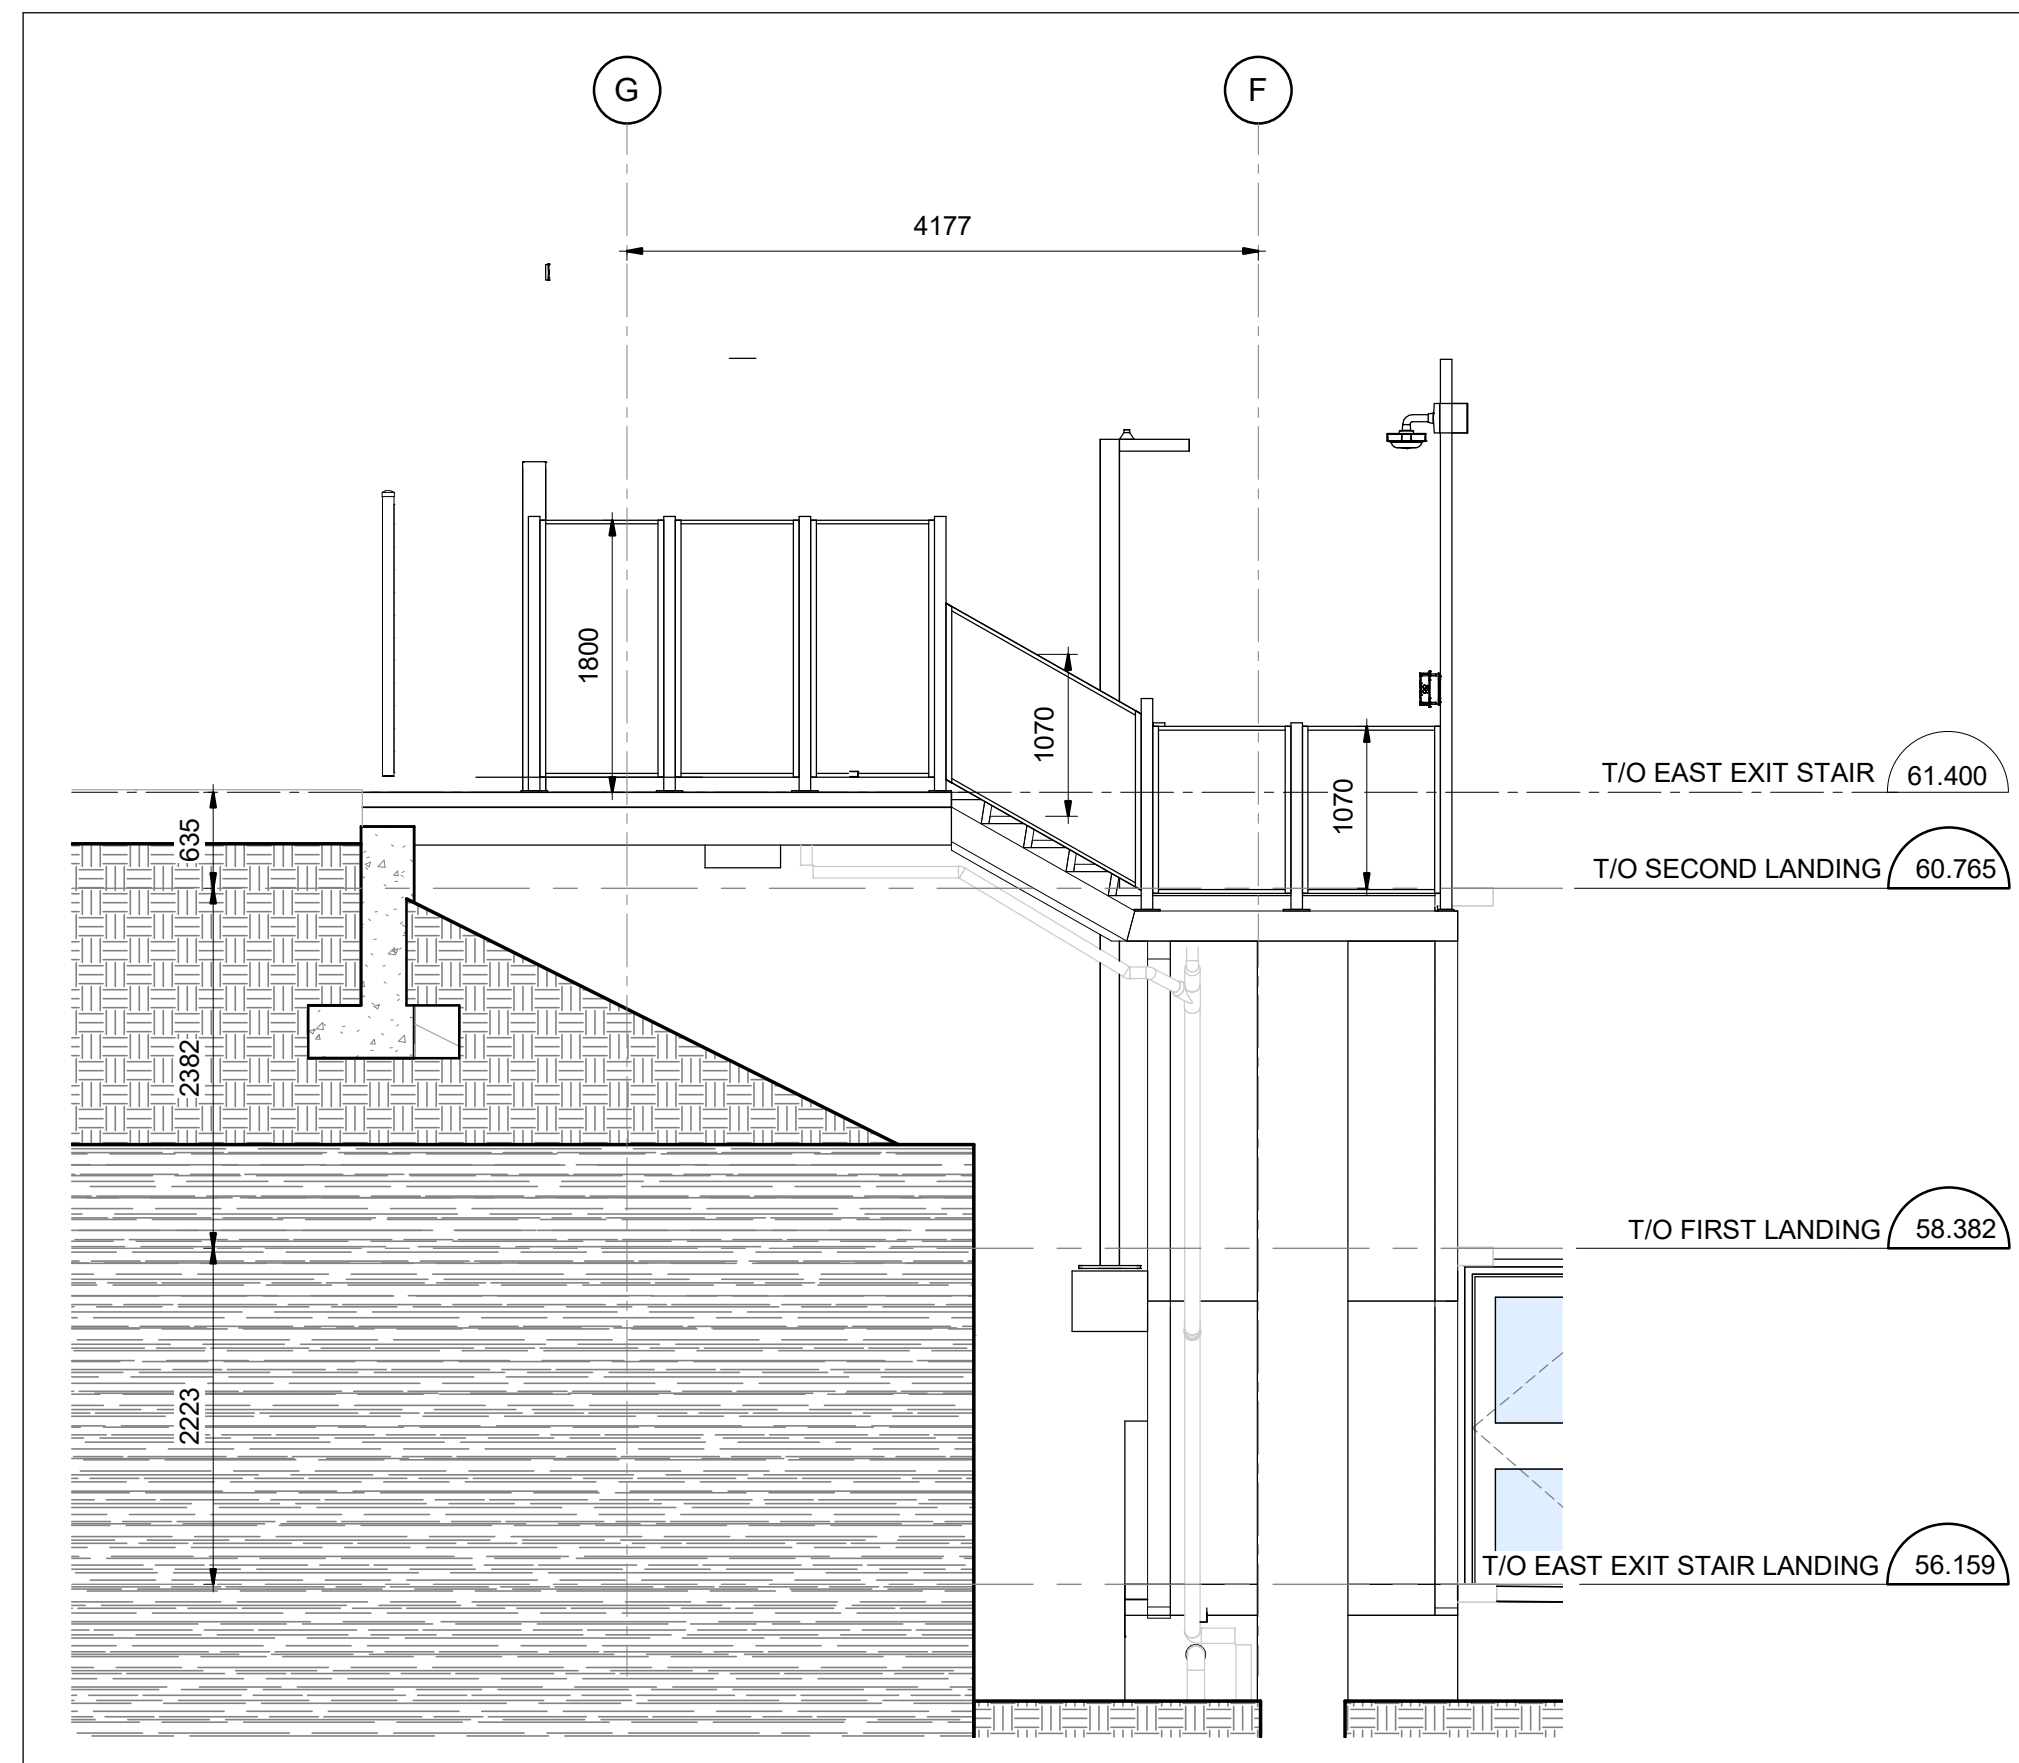 G
F
4177
1800
1070
1070
T/O EAST EXIT STAIR 61.400
635
T/O SECOND LANDING 60.765
2382
T/O FIRST LANDING 58.382
2223
T/O EAST EXIT STAIR LANDING 56.159